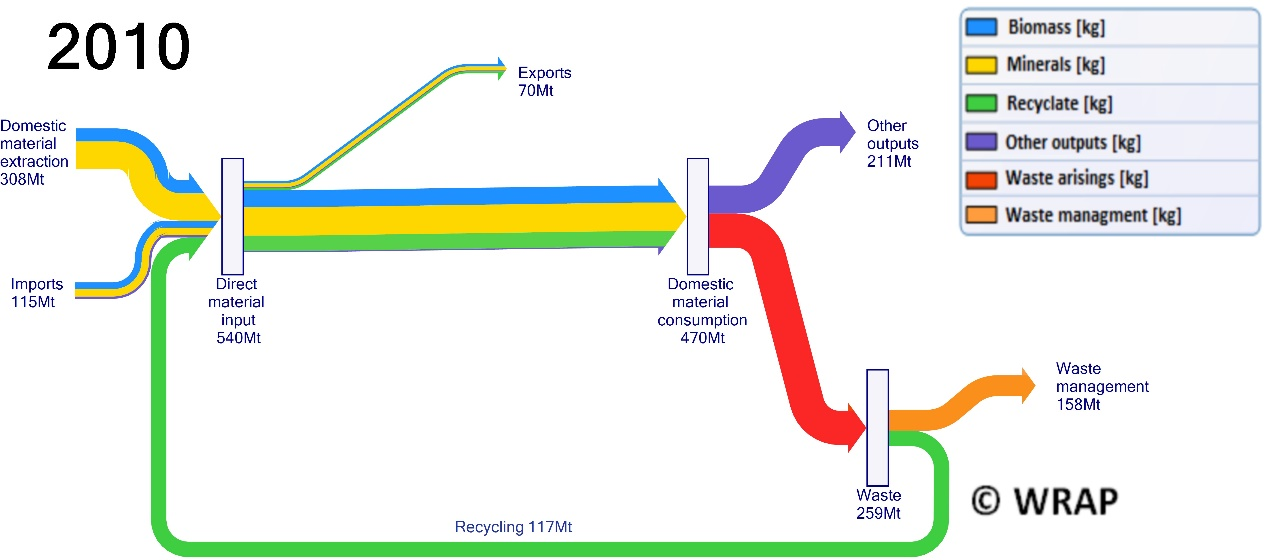 2010
Biomass [kg]
Minerals [kg]
Recyclate [kg]
Other outputs [kg]
Waste arisings [kg]
Waste managment [kg]
Exports
70Mt
Domestic
material
extraction
308Mt
Other
outputs
211Mt
Imports
115Mt
Direct
material
input
540Mt
Domestic
material
consumption
470Mt
Waste
management
158Mt
Waste
259Mt
© WRAP
Recycling 117Mt